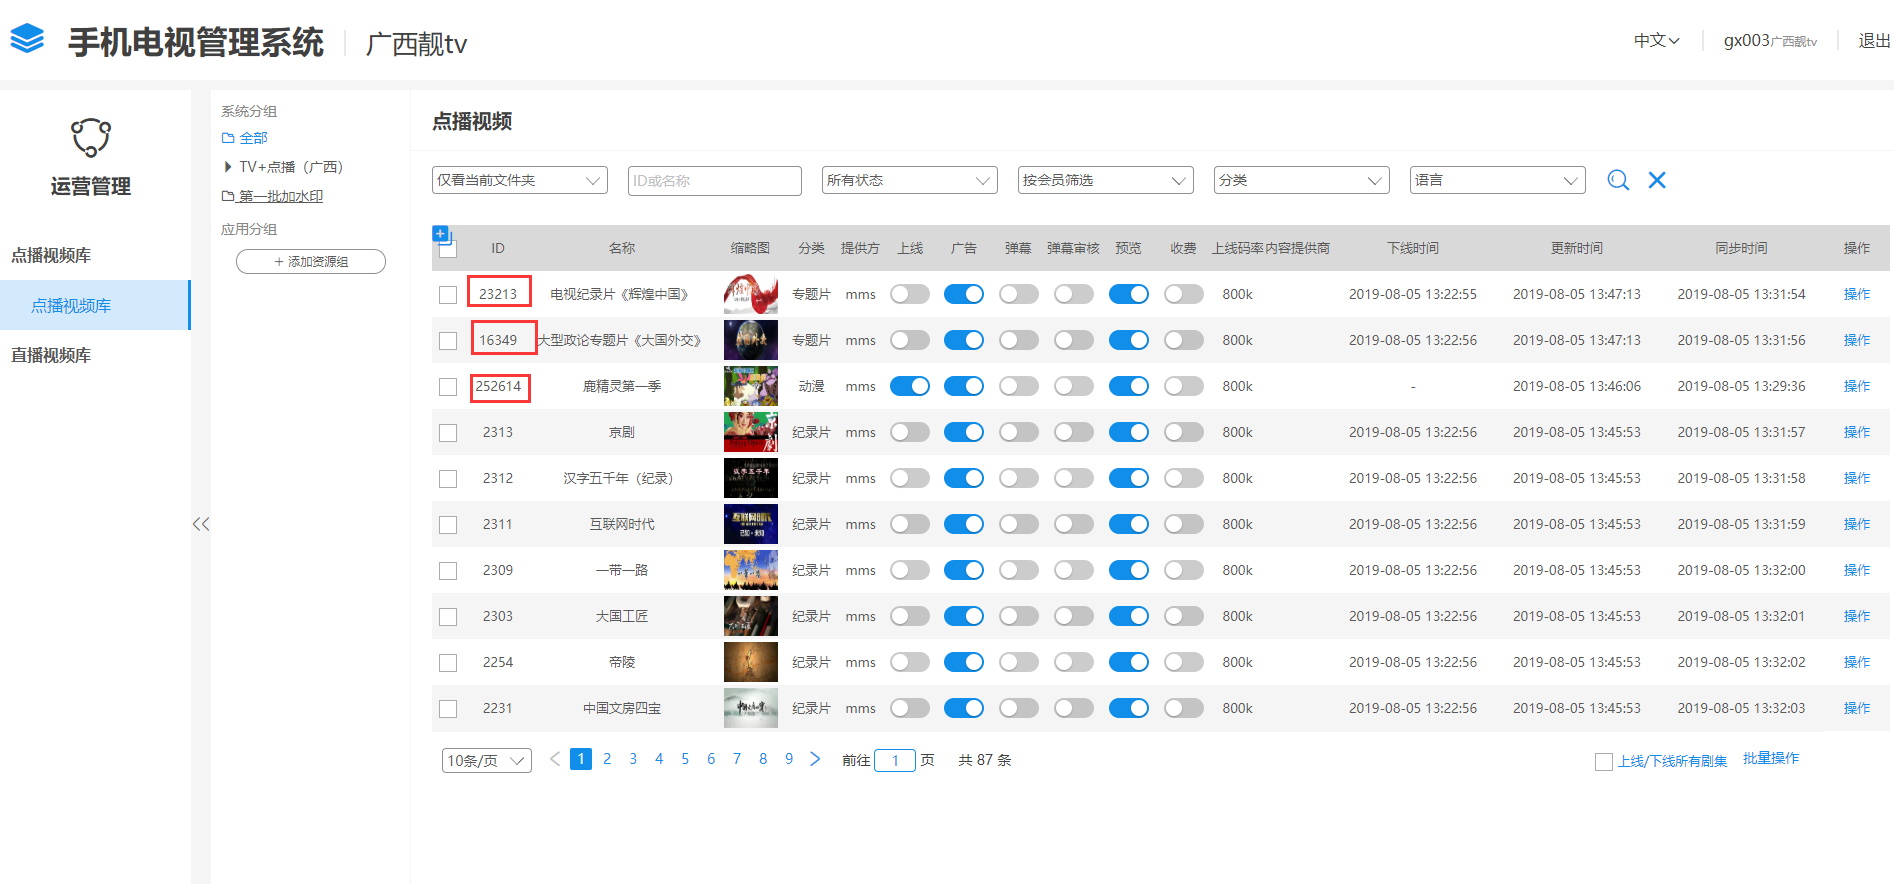 手机电视管理系统 广西靓tv 中文 gx003广西靓tv 退出
运营管理
点播视频库
点播视频库
直播视频库
系统分组
全部
TV+点播（广西）
第一批加水印
应用分组
+ 添加资源组
点播视频
仅看当前文件夹 ID或名称 所有状态 按会员筛选 分类 语言
ID 名称 缩略图 分类 提供方 上线 广告 弹幕 弹幕审核 预览 收费 上线码率 内容提供商 下线时间 更新时间 同步时间 操作
23213 电视纪录片《辉煌中国》 专题片 mms 800k 2019-08-05 13:22:55 2019-08-05 13:47:13 2019-08-05 13:31:54 操作
16349 大型政论专题片《大国外交》 专题片 mms 800k 2019-08-05 13:22:56 2019-08-05 13:47:13 2019-08-05 13:31:56 操作
252614 鹿精灵第一季 动漫 mms 800k - 2019-08-05 13:46:06 2019-08-05 13:29:36 操作
2313 京剧 纪录片 mms 800k 2019-08-05 13:22:56 2019-08-05 13:45:53 2019-08-05 13:31:57 操作
2312 汉字五千年（纪录） 汉字五千年 纪录片 mms 800k 2019-08-05 13:22:56 2019-08-05 13:45:53 2019-08-05 13:31:58 操作
2311 互联网时代 互联网时代 纪录片 mms 800k 2019-08-05 13:22:56 2019-08-05 13:45:53 2019-08-05 13:31:59 操作
2309 一带一路 纪录片 mms 800k 2019-08-05 13:22:56 2019-08-05 13:45:53 2019-08-05 13:32:00 操作
2303 大国工匠 纪录片 mms 800k 2019-08-05 13:22:56 2019-08-05 13:45:53 2019-08-05 13:32:01 操作
2254 帝陵 纪录片 mms 800k 2019-08-05 13:22:56 2019-08-05 13:45:53 2019-08-05 13:32:02 操作
2231 中国文房四宝 纪录片 mms 800k 2019-08-05 13:22:56 2019-08-05 13:45:53 2019-08-05 13:32:03 操作
10条/页 1 2 3 4 5 6 7 8 9 前往 1 页 共 87 条 上线/下线所有剧集 批量操作